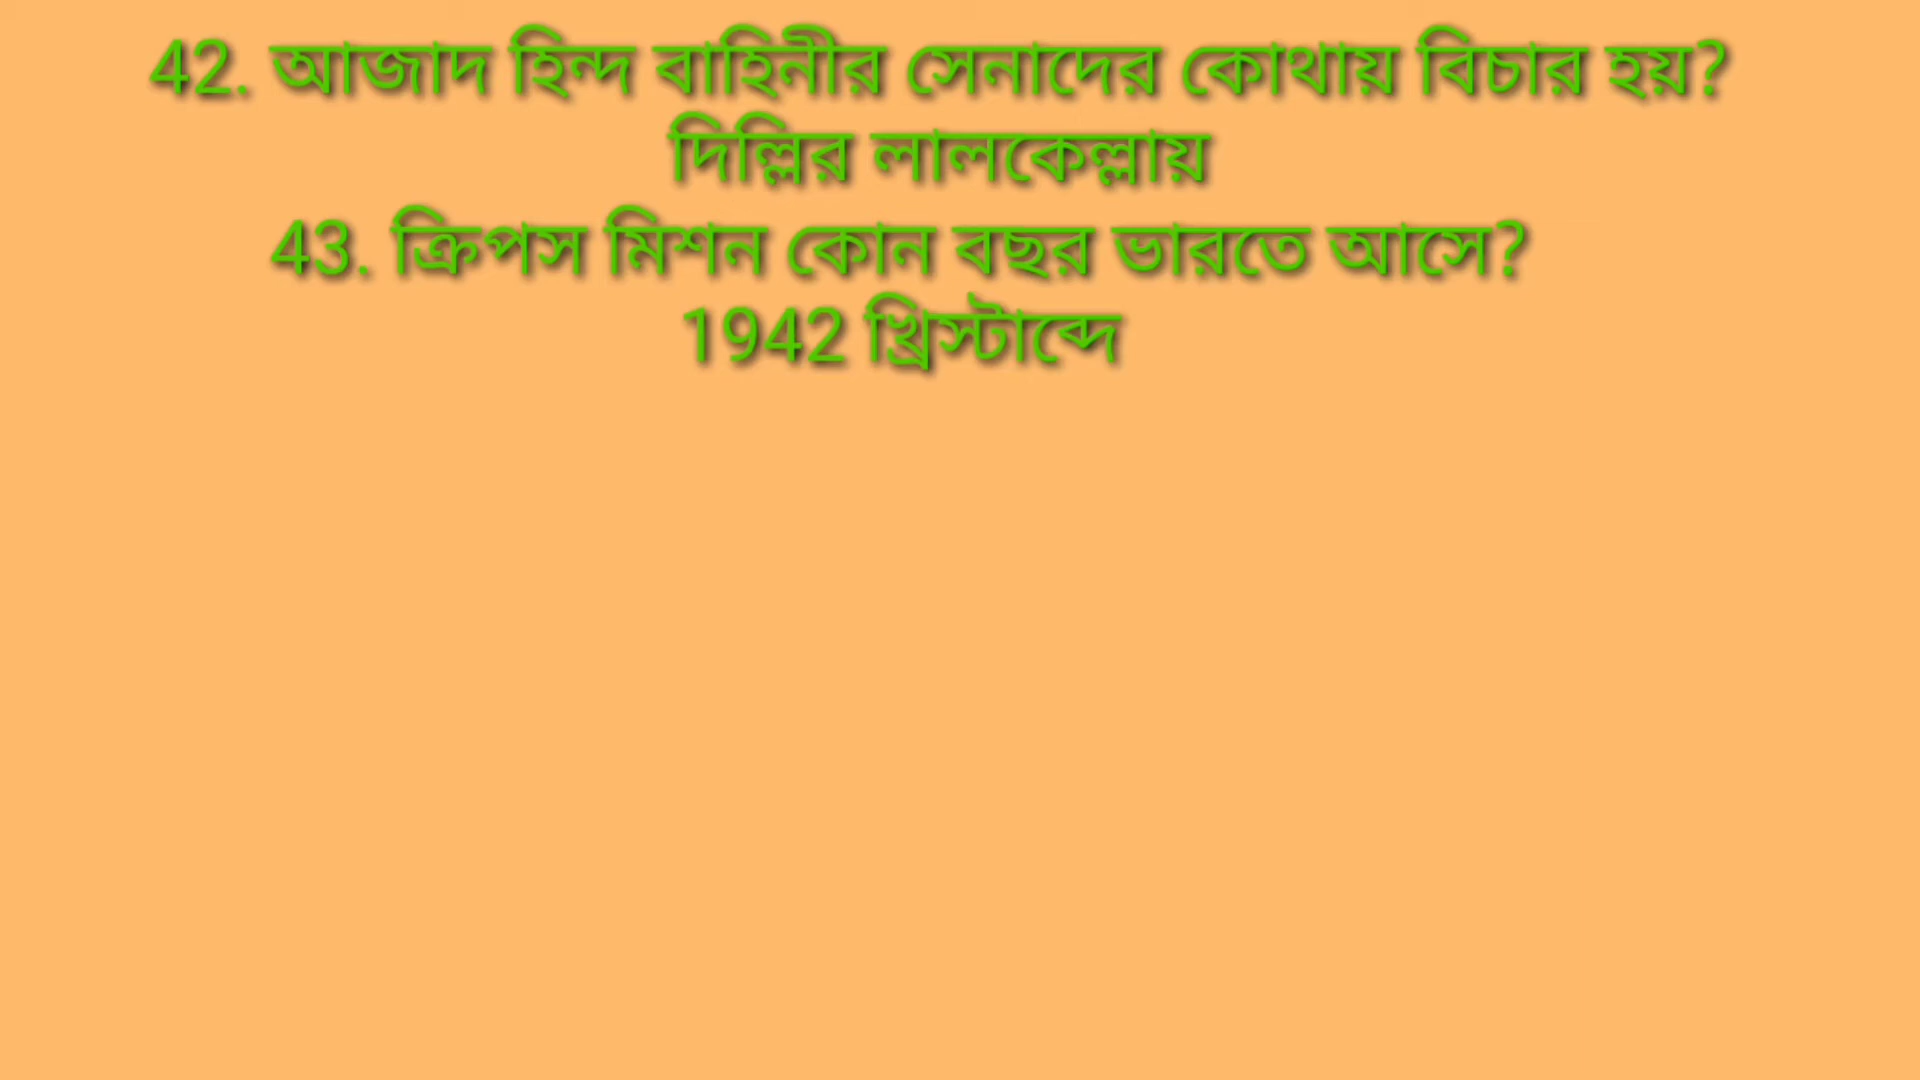 42. আজাদ হিন্দ বাহিনীর সেনাদের কোথায় বিচার হয়?
দিল্লির লালকেল্লায়
43. ক্রিপস মিশন কোন বছর ভারতে আসে?
1942 খ্রিস্টাব্দে